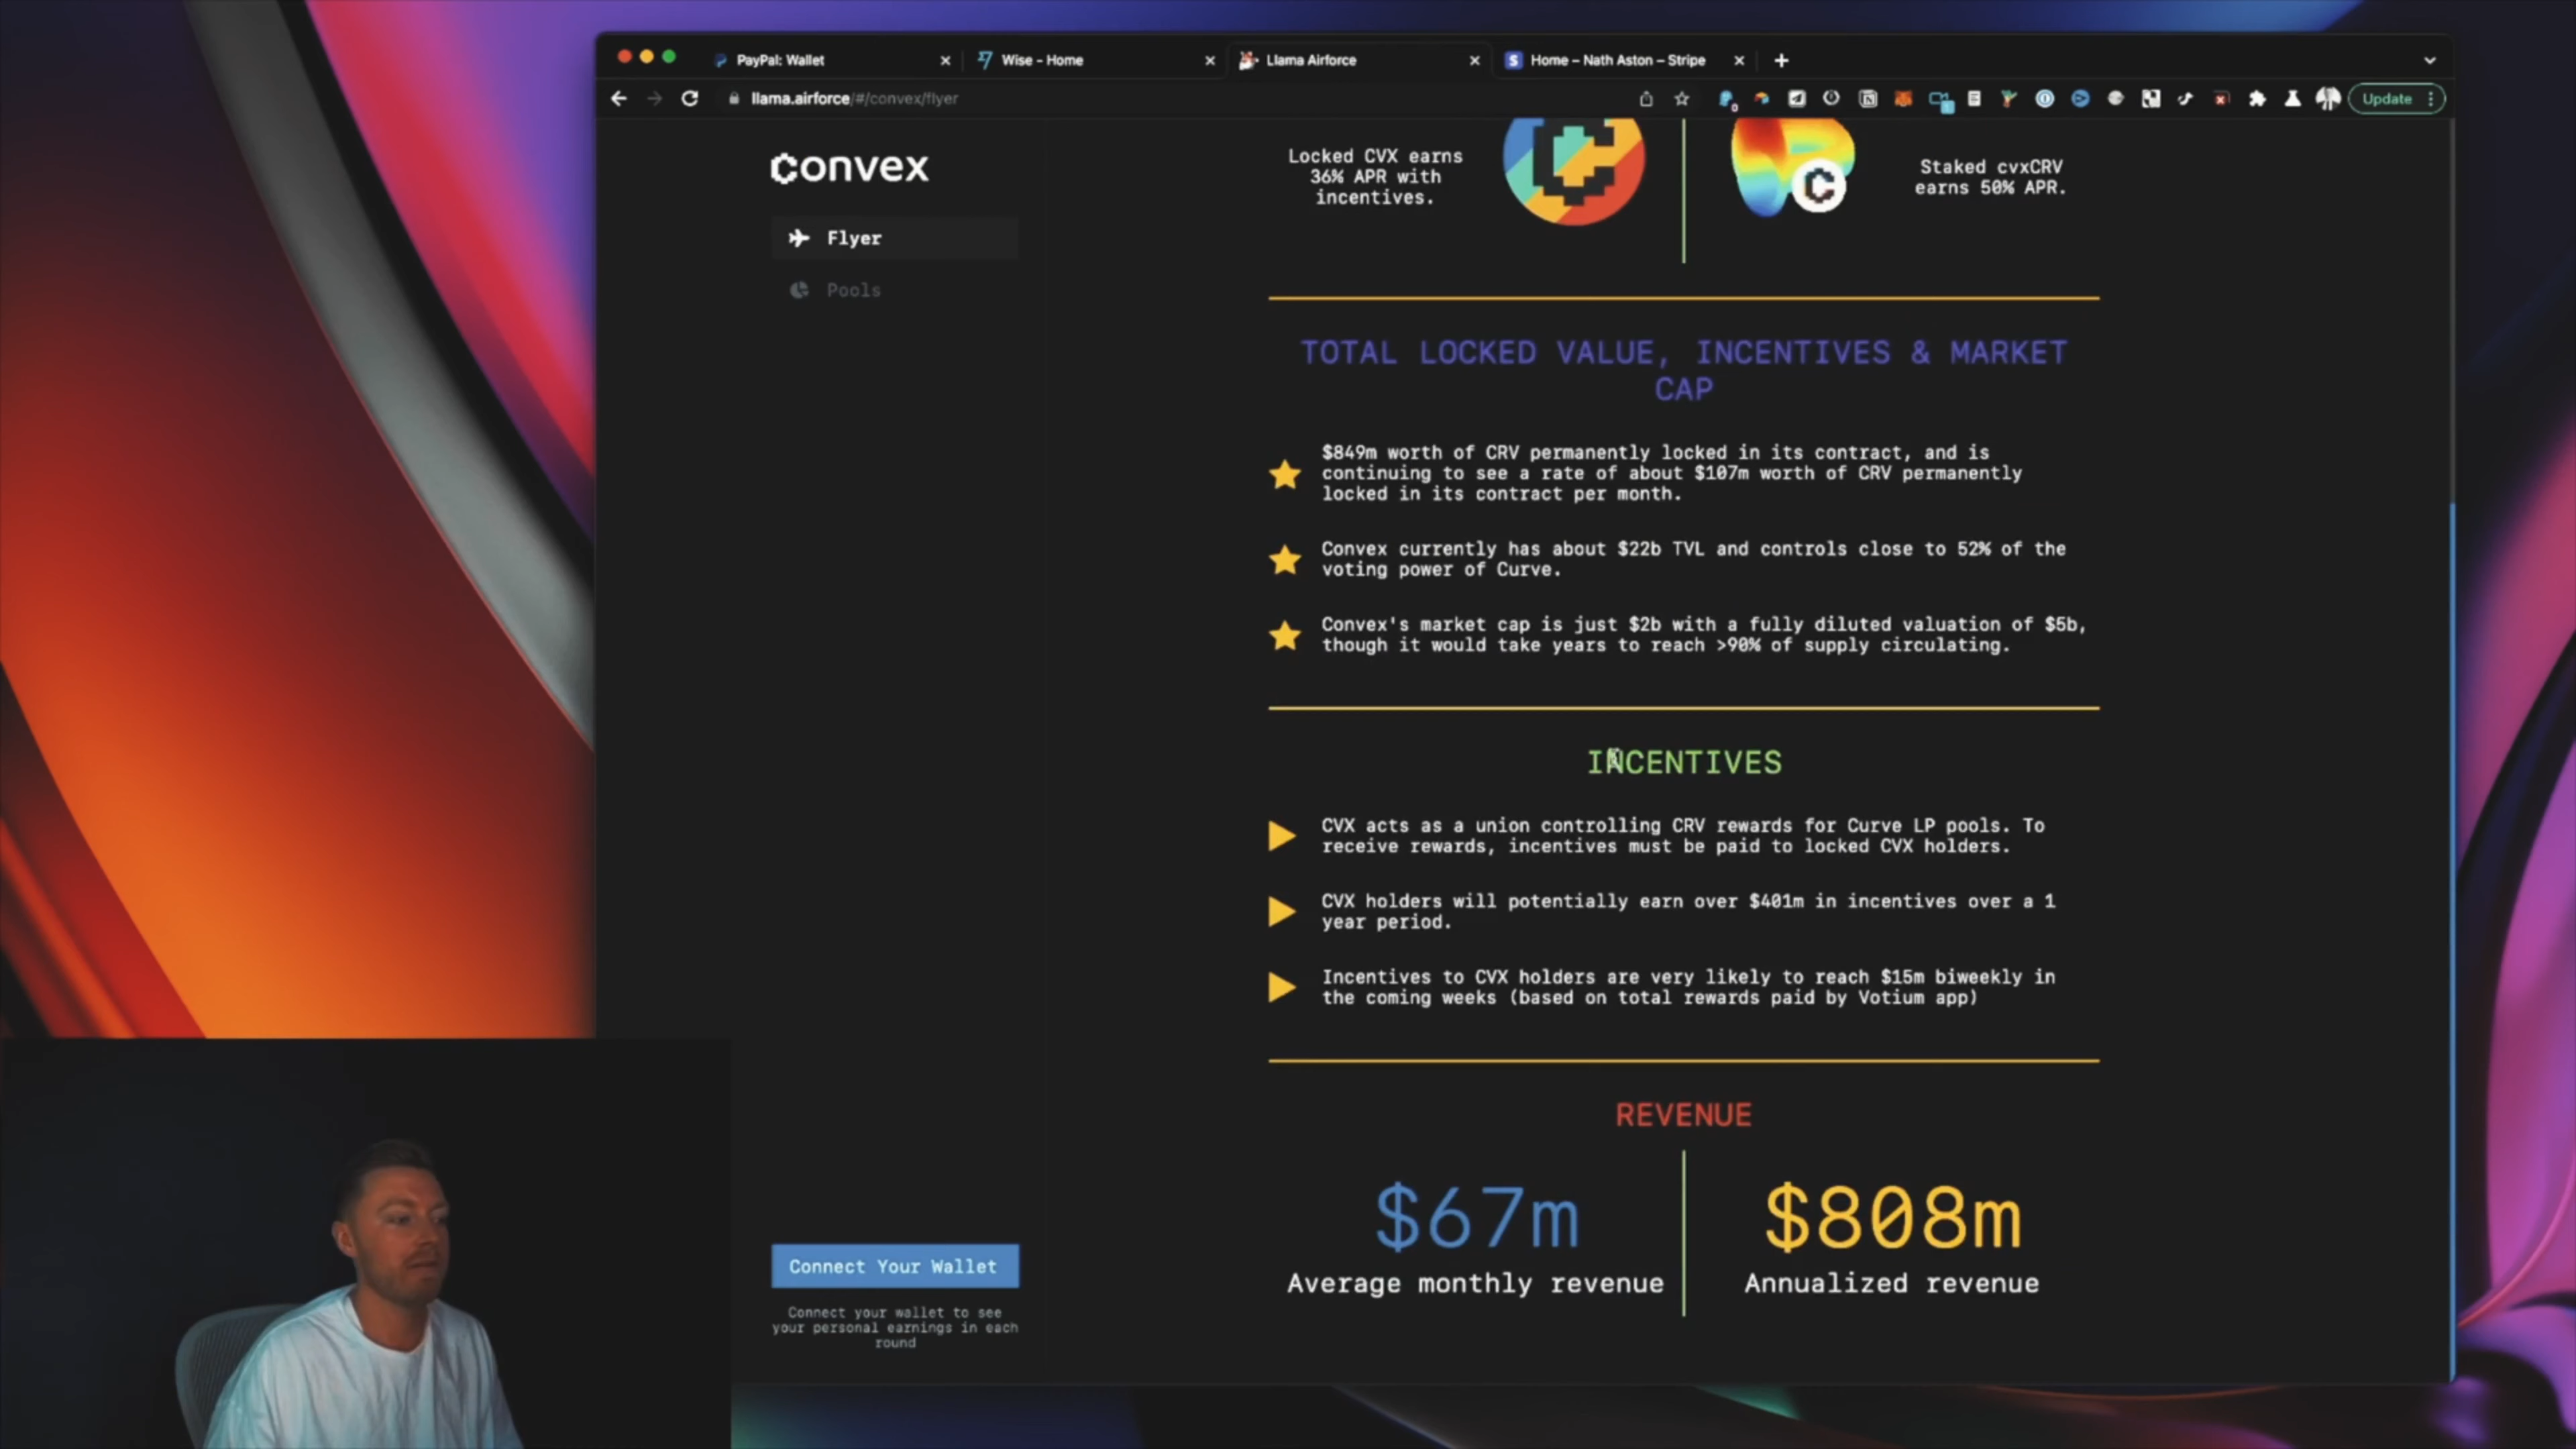 PayPal: Wallet
Wise - Home
Llama Airforce
Home – Nath Aston – Stripe
llama.airforce/#/convex/flyer
Update
Convex
Flyer
Pools
Locked CVX earns
36% APR with
incentives.
Staked cvxCRV
earns 50% APR.
TOTAL LOCKED VALUE, INCENTIVES & MARKET
CAP
$849m worth of CRV permanently locked in its contract, and is
continuing to see a rate of about $107m worth of CRV permanently
locked in its contract per month.
Convex currently has about $22b TVL and controls close to 52% of the
voting power of Curve.
Convex's market cap is just $2b with a fully diluted valuation of $5b,
though it would take years to reach >90% of supply circulating.
INCENTIVES
CVX acts as a union controlling CRV rewards for Curve LP pools. To
receive rewards, incentives must be paid to locked CVX holders.
CVX holders will potentially earn over $401m in incentives over a 1
year period.
Incentives to CVX holders are very likely to reach $15m biweekly in
the coming weeks (based on total rewards paid by Votium app)
REVENUE
$67m
Average monthly revenue
$808m
Annualized revenue
Connect Your Wallet
Connect your wallet to see
your personal earnings in each
round